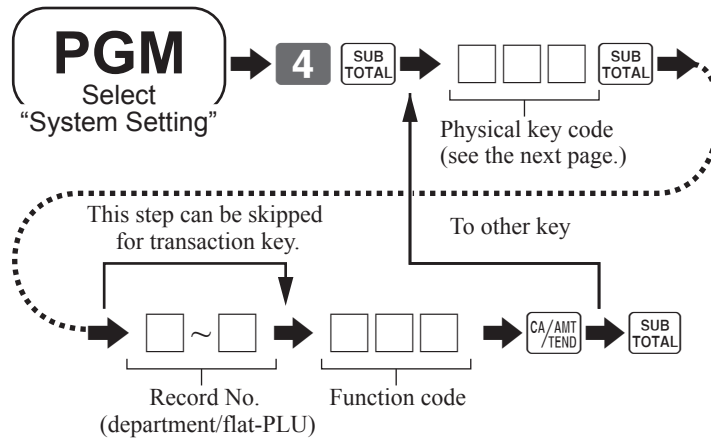 PGM
Select
"System Setting"
4
SUB
TOTAL
SUB
TOTAL
Physical key code
(see the next page.)
This step can be skipped
for transaction key.
To other key
~
CA/AMT
/TEND
SUB
TOTAL
Record No.
(department/flat-PLU)
Function code